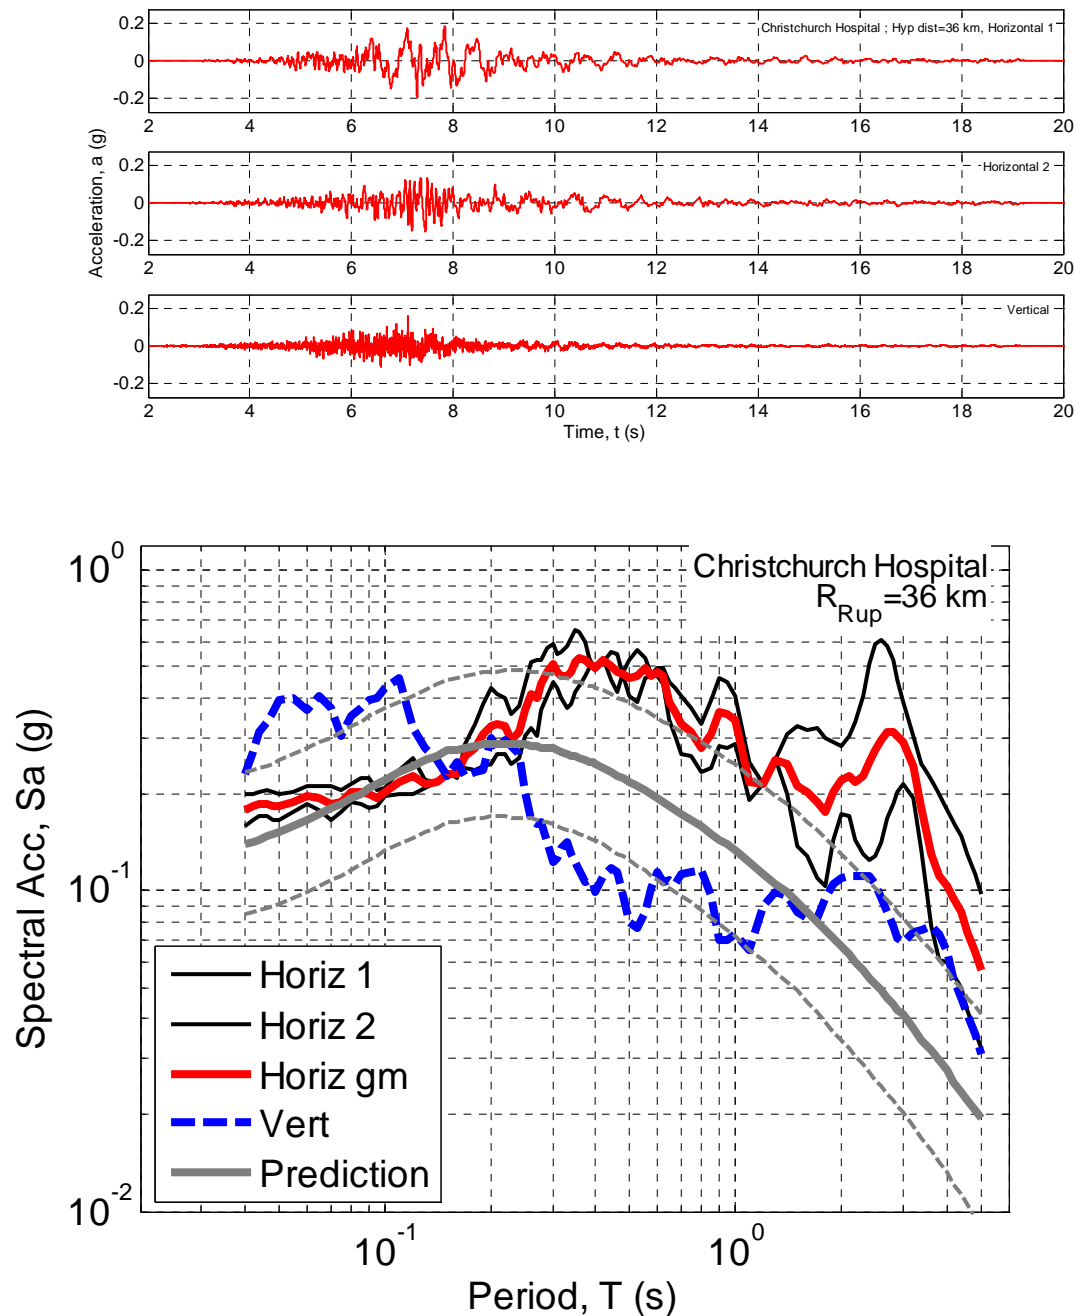 0.2
0
-0.2
Christchurch Hospital ; Hyp dist=36 km, Horizontal 1
2 4 6 8 10 12 14 16 18 20
0.2
0
-0.2
Horizontal 2
2 4 6 8 10 12 14 16 18 20
Acceleration, a (g)
0.2
0
-0.2
Vertical
2 4 6 8 10 12 14 16 18 20
Time, t (s)
Christchurch Hospital
R_Rup=36 km
10^0
10^-1
10^-2
Spectral Acc, Sa (g)
Horiz 1
Horiz 2
Horiz gm
Vert
Prediction
10^-1 10^0
Period, T (s)